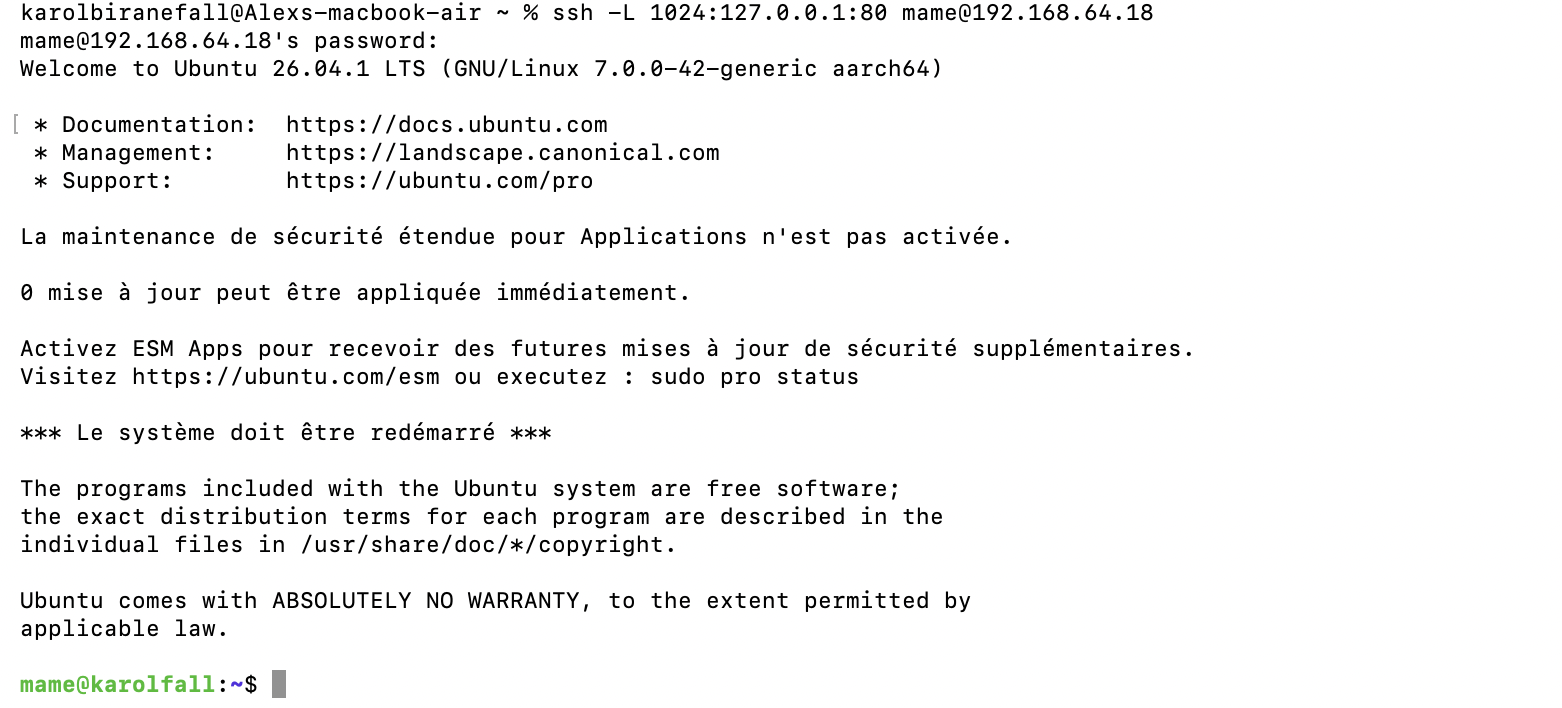 karolbiranefall@Alexs-macbook-air ~ % ssh -L 1024:127.0.0.1:80 mame@192.168.64.18
mame@192.168.64.18's password:
Welcome to Ubuntu 26.04.1 LTS (GNU/Linux 7.0.0-42-generic aarch64)
[ * Documentation:  https://docs.ubuntu.com
 * Management:     https://landscape.canonical.com
 * Support:        https://ubuntu.com/pro
La maintenance de sécurité étendue pour Applications n'est pas activée.
0 mise à jour peut être appliquée immédiatement.
Activez ESM Apps pour recevoir des futures mises à jour de sécurité supplémentaires.
Visitez https://ubuntu.com/esm ou executez : sudo pro status
*** Le système doit être redémarré ***
The programs included with the Ubuntu system are free software;
the exact distribution terms for each program are described in the
individual files in /usr/share/doc/*/copyright.
Ubuntu comes with ABSOLUTELY NO WARRANTY, to the extent permitted by
applicable law.
mame@karolfall:~$